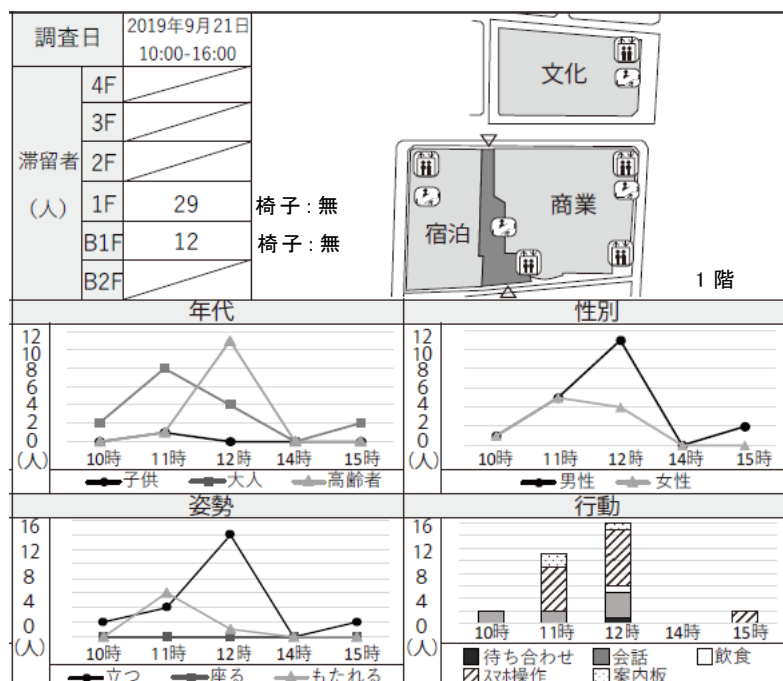 調査日
2019年9月21日
10:00-16:00
滞留者
(人)
4F
3F
2F
1F 29 椅子:無
B1F 12 椅子:無
B2F
文化
宿泊
商業
1階
年代
12
10
8
6
4
2
0
(人)
10時 11時 12時 14時 15時
子供 大人 高齢者
性別
12
10
8
6
4
2
0
(人)
10時 11時 12時 14時 15時
男性 女性
姿勢
16
12
8
4
0
(人)
10時 11時 12時 14時 15時
立つ 座る もたれる
行動
16
12
8
4
0
(人)
10時 11時 12時 14時 15時
待ち合わせ 会話 飲食
スマホ操作 案内板